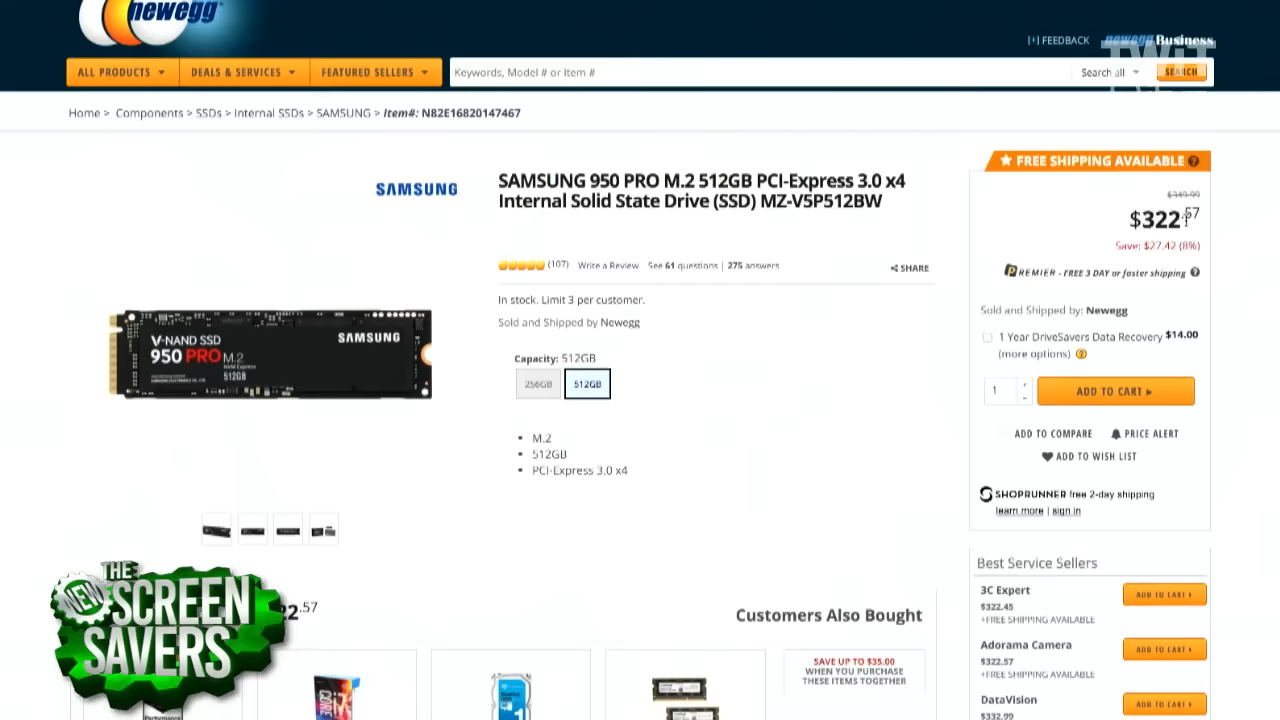 newegg
[+] FEEDBACK
newegg Business
TWiT
ALL PRODUCTS
DEALS & SERVICES
FEATURED SELLERS
Keywords, Model # or Item #
Search all
SEARCH
Home > Components > SSDs > Internal SSDs > SAMSUNG > Item#: N82E16820147467
SAMSUNG
SAMSUNG 950 PRO M.2 512GB PCI-Express 3.0 x4
Internal Solid State Drive (SSD) MZ-V5P512BW
(107) Write a Review See 61 questions | 275 answers
SHARE
In stock. Limit 3 per customer.
Sold and Shipped by Newegg
Capacity: 512GB
256GB
512GB
M.2
512GB
PCI-Express 3.0 x4
V-NAND SSD
950 PRO M.2
NVM Express
512GB
SAMSUNG
FREE SHIPPING AVAILABLE
$349.99
$322.57
Save: $27.42 (8%)
PREMIER - FREE 3 DAY or faster shipping
Sold and Shipped by: Newegg
1 Year DriveSavers Data Recovery $14.00
(more options)
1
ADD TO CART
ADD TO COMPARE
PRICE ALERT
ADD TO WISH LIST
SHOPRUNNER free 2-day shipping
learn more | sign in
Best Service Sellers
3C Expert
$322.45
+FREE SHIPPING AVAILABLE
ADD TO CART
Adorama Camera
$322.57
+FREE SHIPPING AVAILABLE
ADD TO CART
DataVision
$332.99
ADD TO CART
THE
NEW
SCREEN
SAVERS
22.57
Customers Also Bought
SAVE UP TO $35.00
WHEN YOU PURCHASE
THESE ITEMS TOGETHER
CORE i7
1